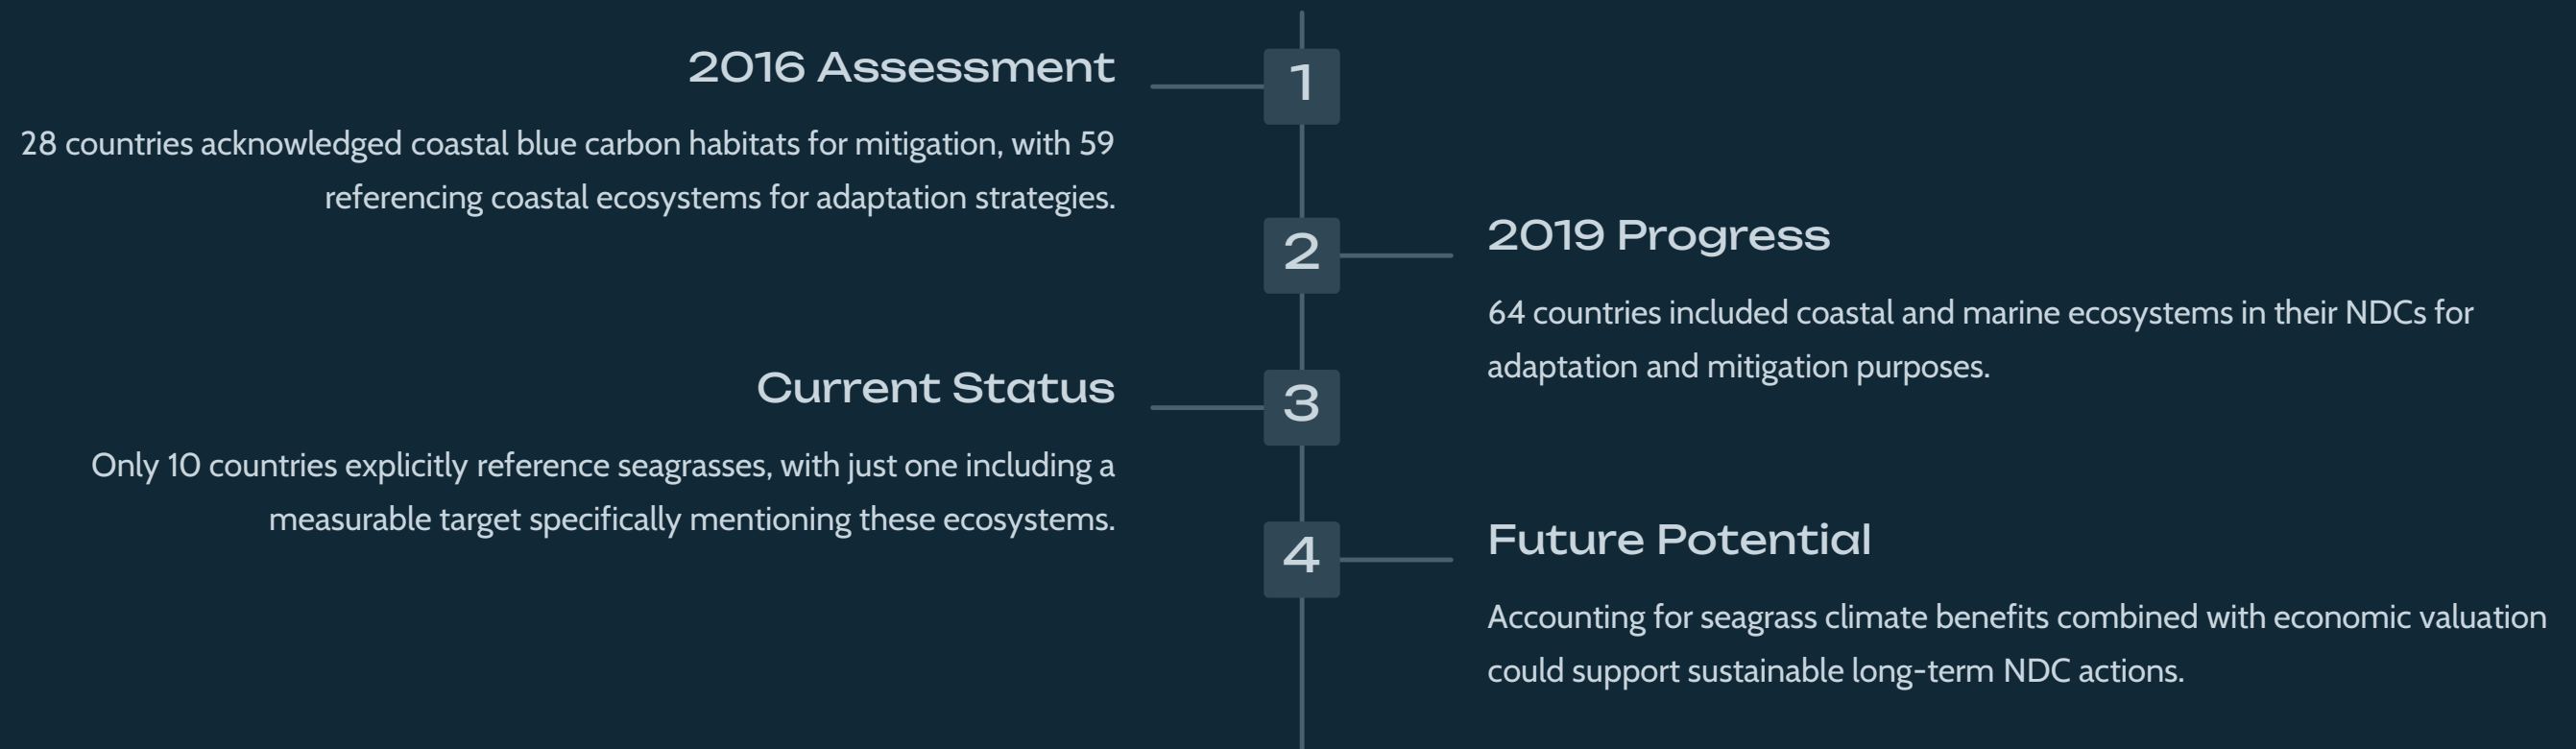 2016 Assessment
1
28 countries acknowledged coastal blue carbon habitats for mitigation, with 59
referencing coastal ecosystems for adaptation strategies.
2
2019 Progress
64 countries included coastal and marine ecosystems in their NDCs for
adaptation and mitigation purposes.
Current Status
3
Only 10 countries explicitly reference seagrasses, with just one including a
measurable target specifically mentioning these ecosystems.
4
Future Potential
Accounting for seagrass climate benefits combined with economic valuation
could support sustainable long-term NDC actions.